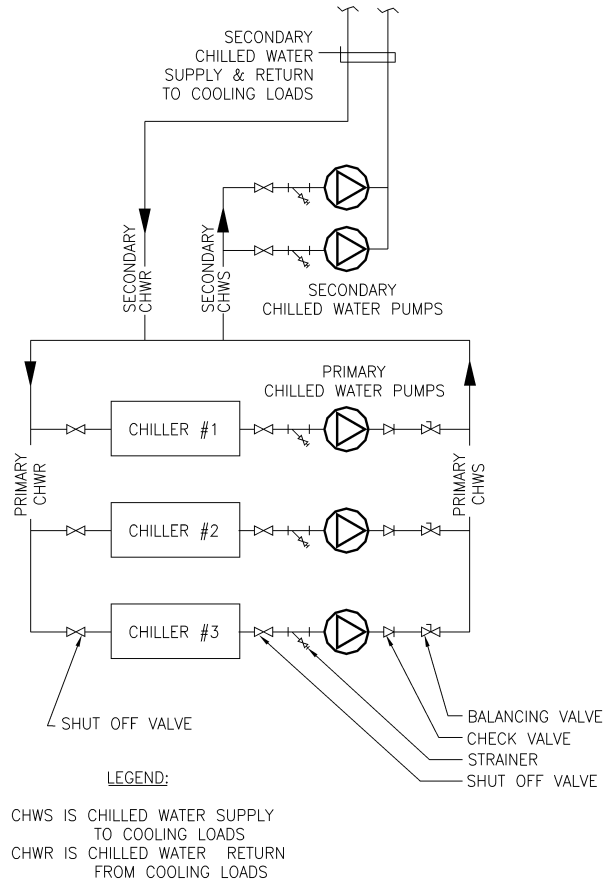 SECONDARY
CHILLED WATER
SUPPLY & RETURN
TO COOLING LOADS
SECONDARY
CHWR
SECONDARY
CHWS
SECONDARY
CHILLED WATER PUMPS
PRIMARY
CHILLED WATER PUMPS
CHILLER #1
PRIMARY
CHWR
PRIMARY
CHWS
CHILLER #2
CHILLER #3
SHUT OFF VALVE
BALANCING VALVE
CHECK VALVE
STRAINER
SHUT OFF VALVE
LEGEND:
CHWS IS CHILLED WATER SUPPLY
TO COOLING LOADS
CHWR IS CHILLED WATER RETURN
FROM COOLING LOADS